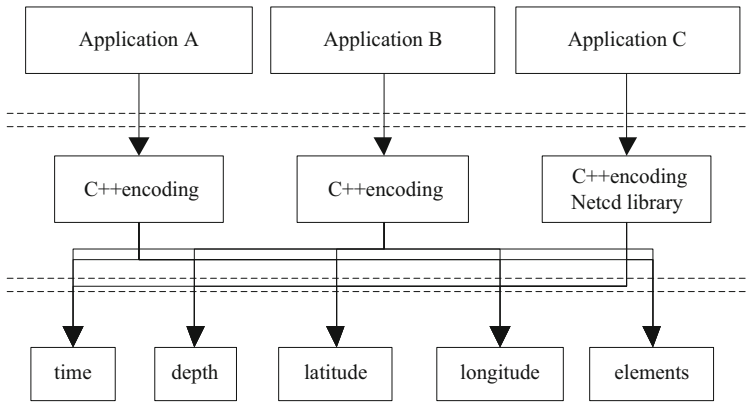 Application A
Application B
Application C
C++encoding
C++encoding
C++encoding
Netcd library
time
depth
latitude
longitude
elements